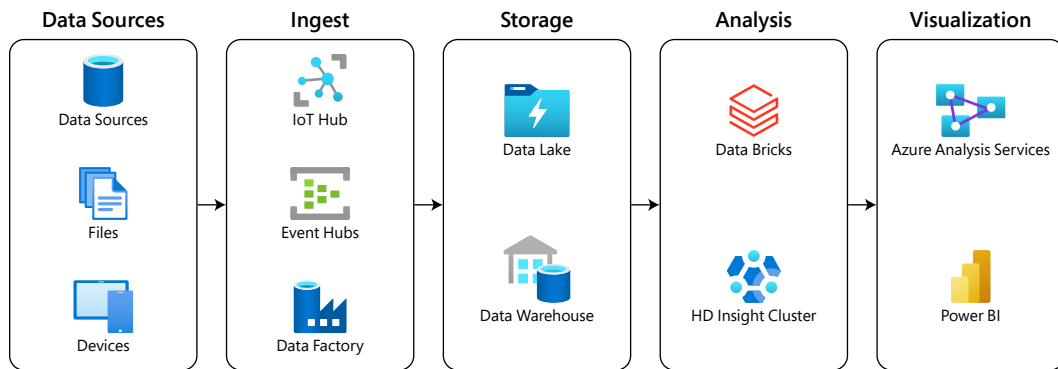 Data Sources
Ingest
Storage
Analysis
Visualization
Data Sources
Files
Devices
IoT Hub
Event Hubs
Data Factory
Data Lake
Data Warehouse
Data Bricks
HD Insight Cluster
Azure Analysis Services
Power BI